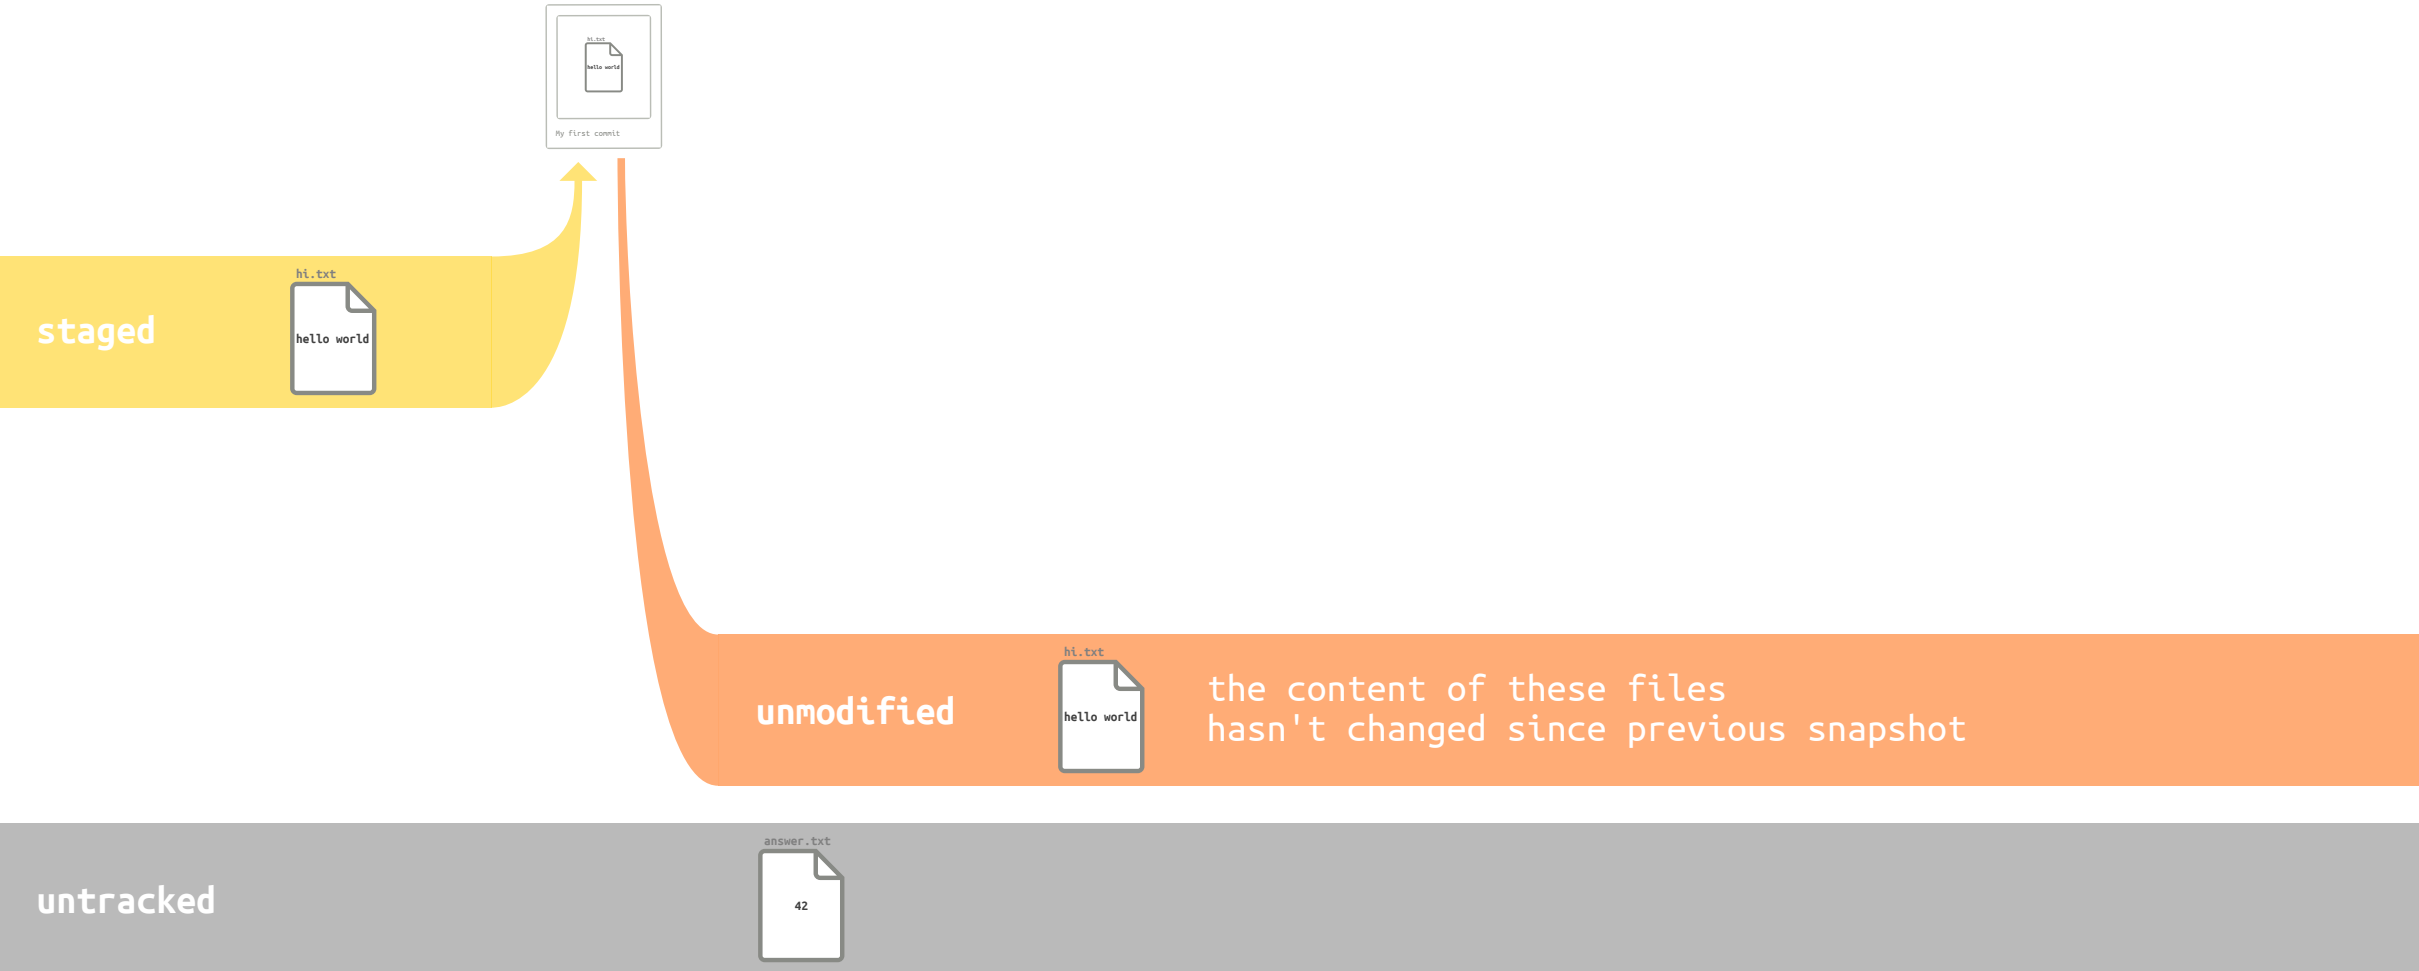 hi.txt
hello world
My first commit
hi.txt
staged
hello world
hi.txt
the content of these files
unmodified
hello world
hasn't changed since previous snapshot
answer.txt
untracked
42